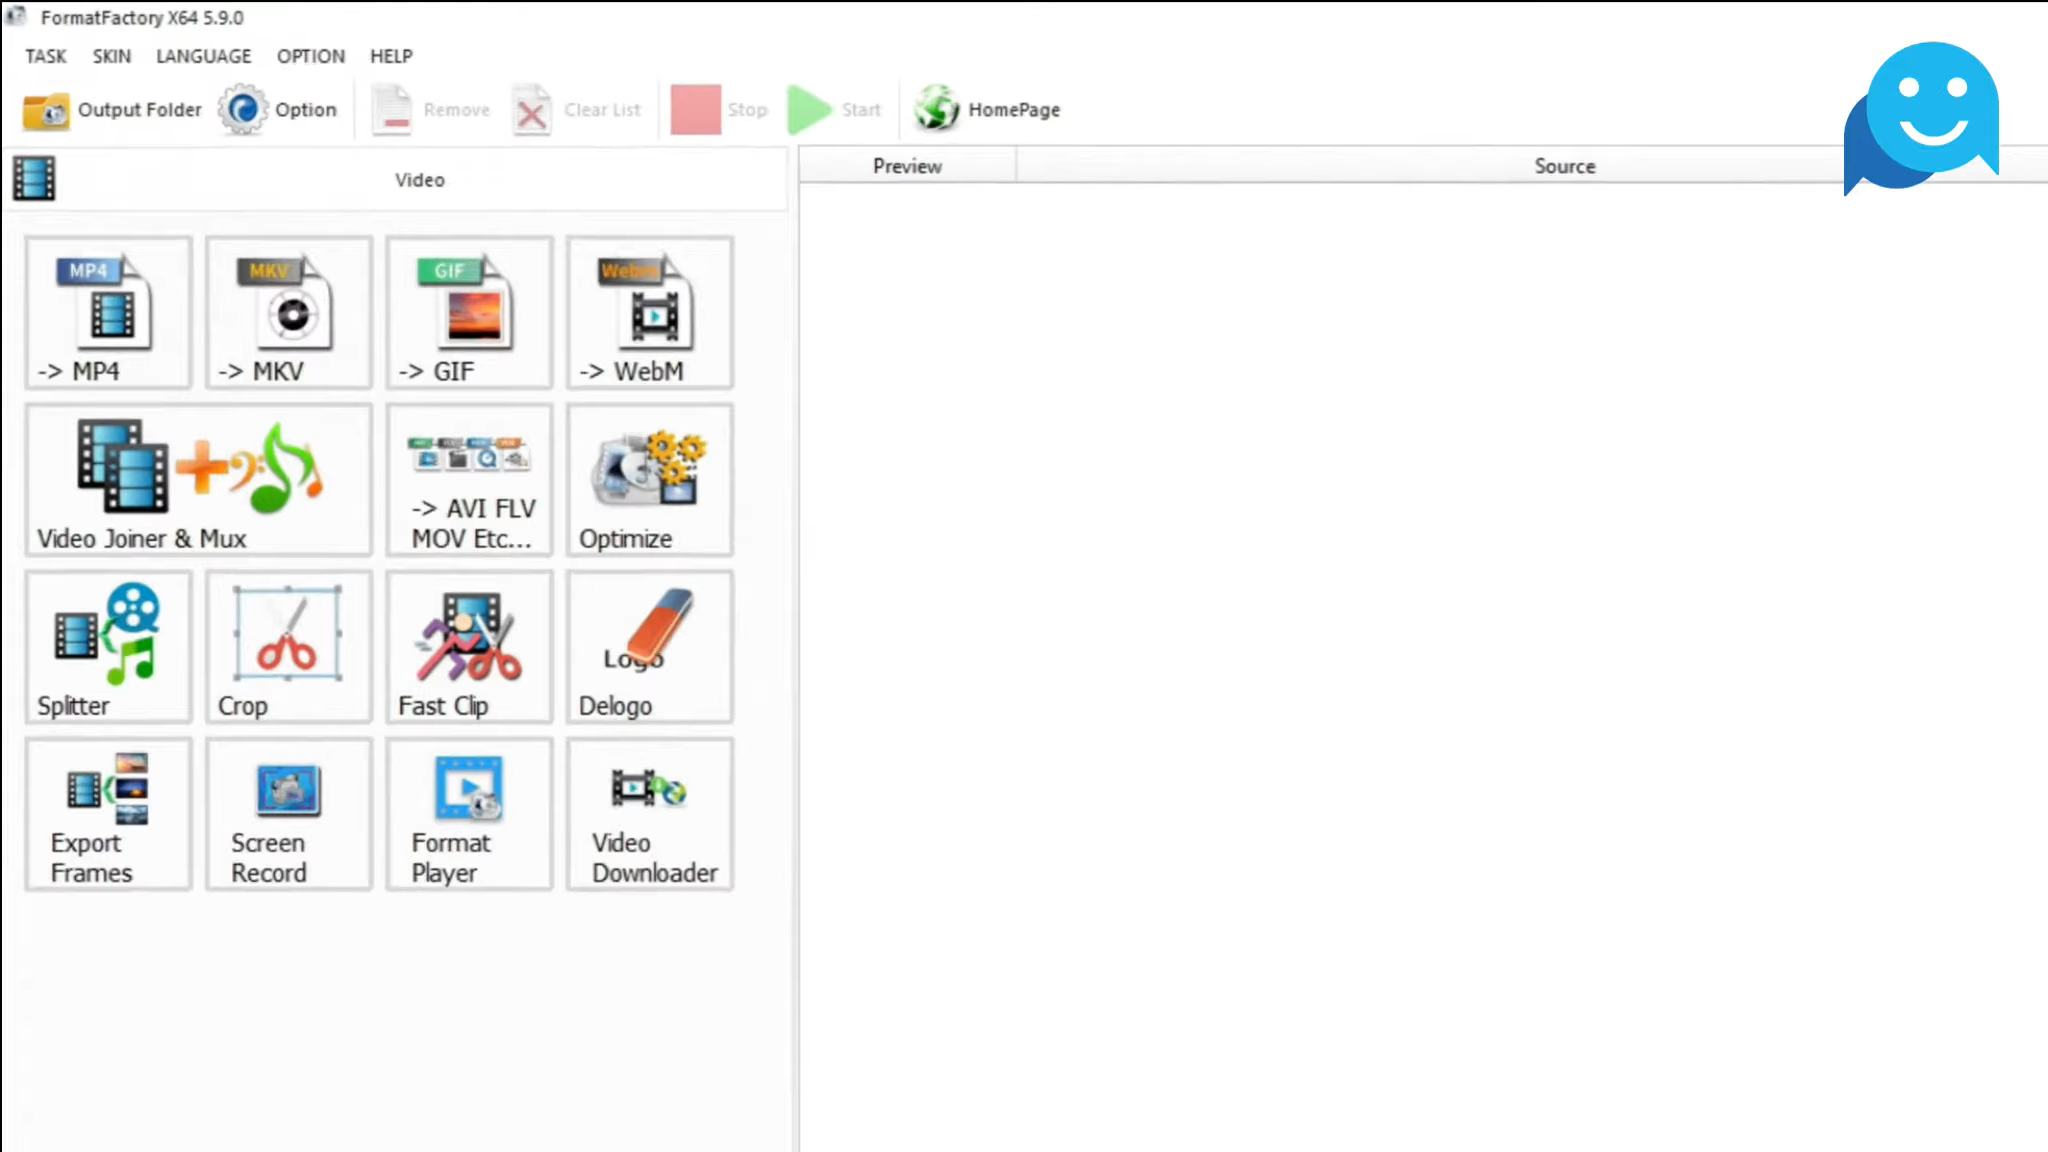 FormatFactory X64 5.9.0
TASK SKIN LANGUAGE OPTION HELP
Output Folder Option Remove Clear List Stop Start HomePage
Video
Preview Source
MP4 MKV GIF WebM
-> MP4 -> MKV -> GIF -> WebM
-> AVI FLV
Video Joiner & Mux MOV Etc... Optimize
Logo
Splitter Crop Fast Clip Delogo
Export Screen Format Video
Frames Record Player Downloader